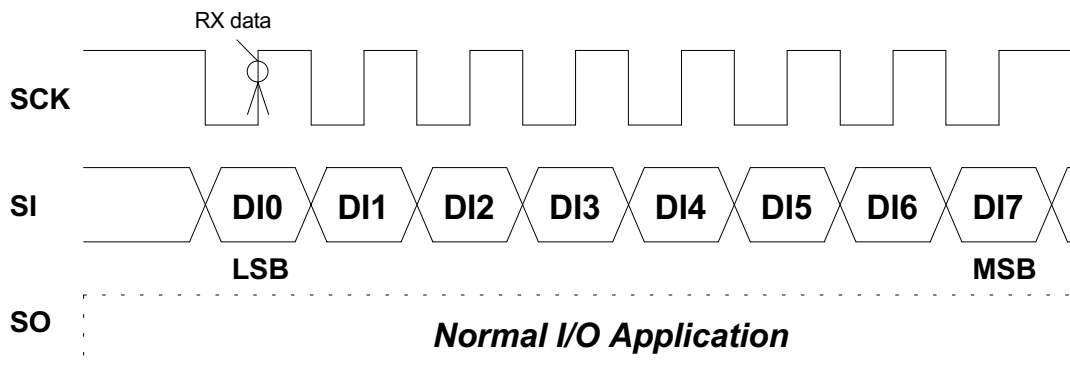 RX data
SCK
SI DI0 DI1 DI2 DI3 DI4 DI5 DI6 DI7
LSB MSB
SO Normal I/O Application